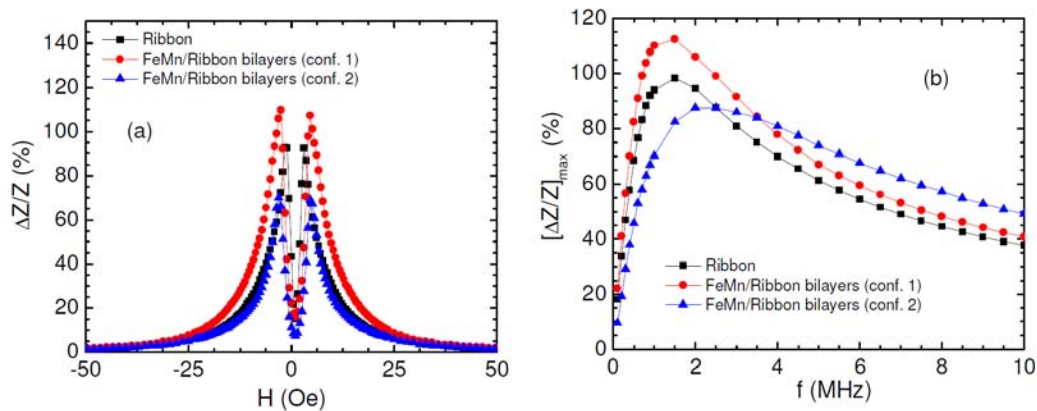 140
120
100
80
60
40
20
0
ΔZ/Z (%)
Ribbon
FeMn/Ribbon bilayers (conf. 1)
FeMn/Ribbon bilayers (conf. 2)
(a)
-50 -25 0 25 50
H (Oe)
120
100
80
60
40
20
0
[ΔZ/Z]max (%)
(b)
Ribbon
FeMn/Ribbon bilayers (conf. 1)
FeMn/Ribbon bilayers (conf. 2)
0 2 4 6 8 10
f (MHz)